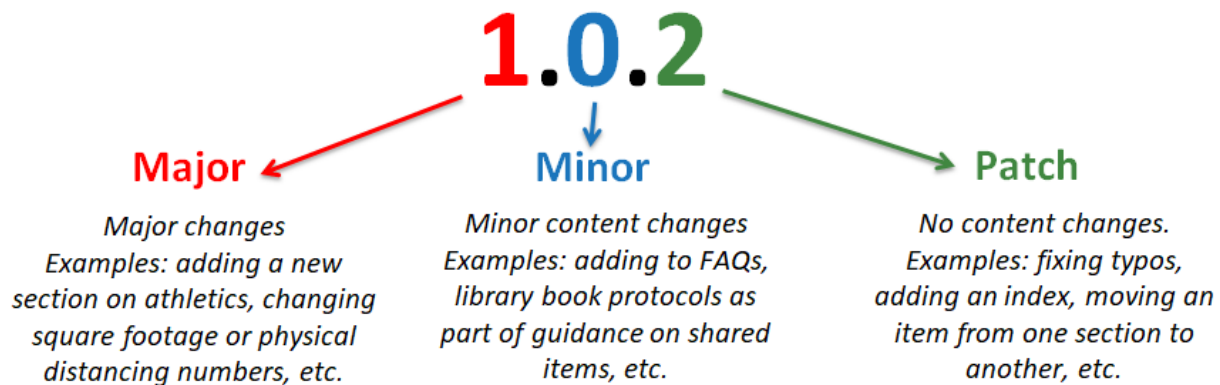 1.0.2
Major
Major changes
Examples: adding a new
section on athletics, changing
square footage or physical
distancing numbers, etc.
Minor
Minor content changes
Examples: adding to FAQs,
library book protocols as
part of guidance on shared
items, etc.
Patch
No content changes.
Examples: fixing typos,
adding an index, moving an
item from one section to
another, etc.